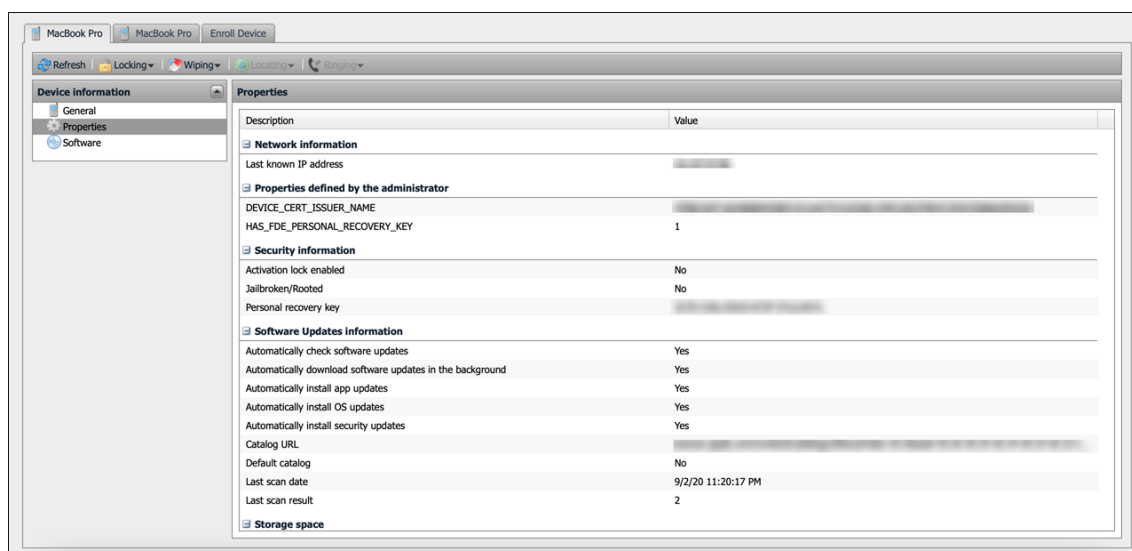 MacBook Pro MacBook Pro Enroll Device
Refresh Locking Wiping Locating Ringing
Device information
General
Properties
Software
Properties
Description Value
Network information
Last known IP address
Properties defined by the administrator
DEVICE_CERT_ISSUER_NAME
HAS_FDE_PERSONAL_RECOVERY_KEY 1
Security information
Activation lock enabled No
Jailbroken/Rooted No
Personal recovery key
Software Updates information
Automatically check software updates Yes
Automatically download software updates in the background Yes
Automatically install app updates Yes
Automatically install OS updates Yes
Automatically install security updates Yes
Catalog URL
Default catalog No
Last scan date 9/2/20 11:20:17 PM
Last scan result 2
Storage space